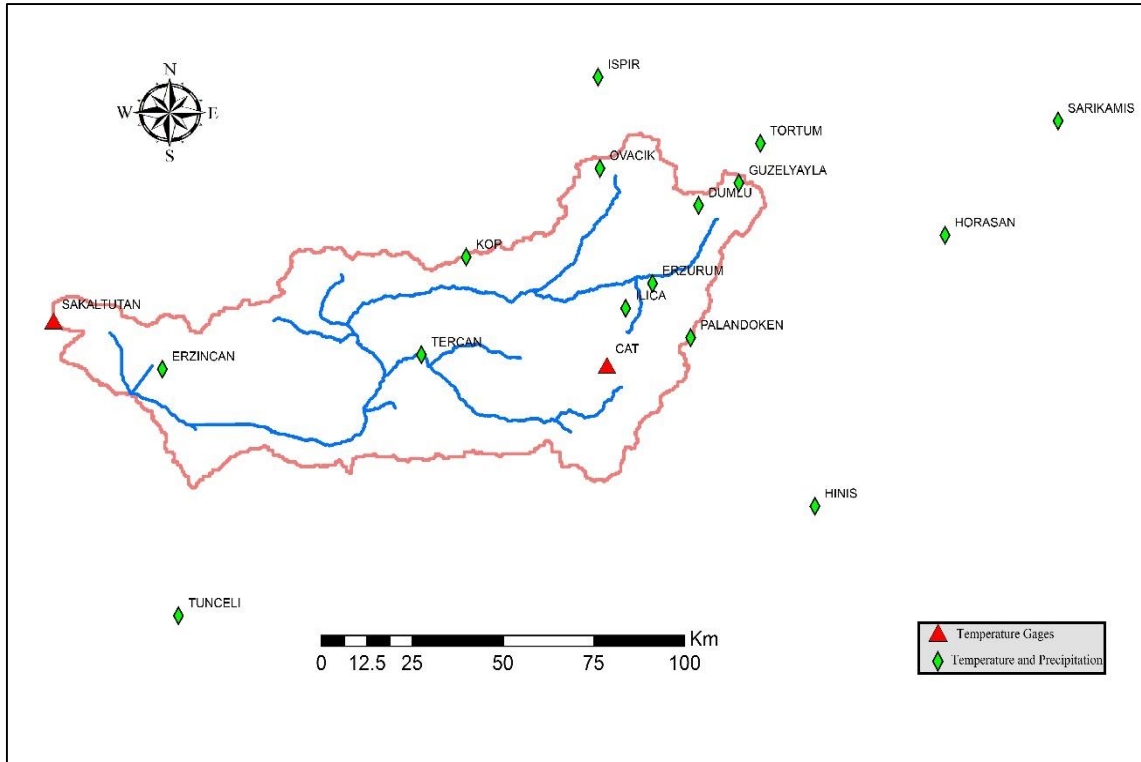 ISPIR
N
SARIKAMIS
W E
TORTUM
S
OVACIK
GUZELYAYLA
DUMLU
HORASAN
KOP
ERZURUM
SAKALTUTAN
ILICA
PALANDOKEN
TERCAN
CAT
ERZINCAN
HINIS
TUNCELI
Km
0 12.5 25 50 75 100
Temperature Gages
Temperature and Precipitation